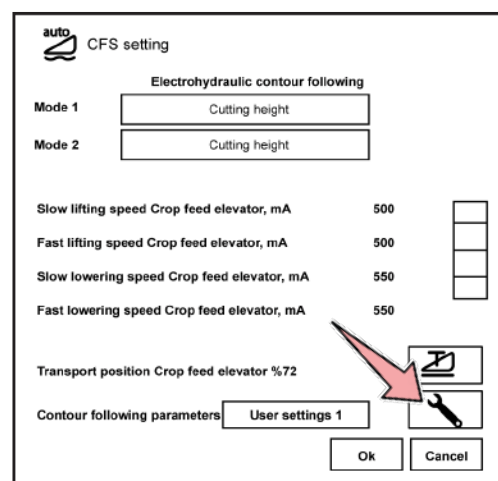 auto
CFS setting
Electrohydraulic contour following
Mode 1 Cutting height
Mode 2 Cutting height
Slow lifting speed Crop feed elevator, mA 500
Fast lifting speed Crop feed elevator, mA 500
Slow lowering speed Crop feed elevator, mA 550
Fast lowering speed Crop feed elevator, mA 550
Transport position Crop feed elevator %72
Contour following parameters User settings 1
Ok Cancel